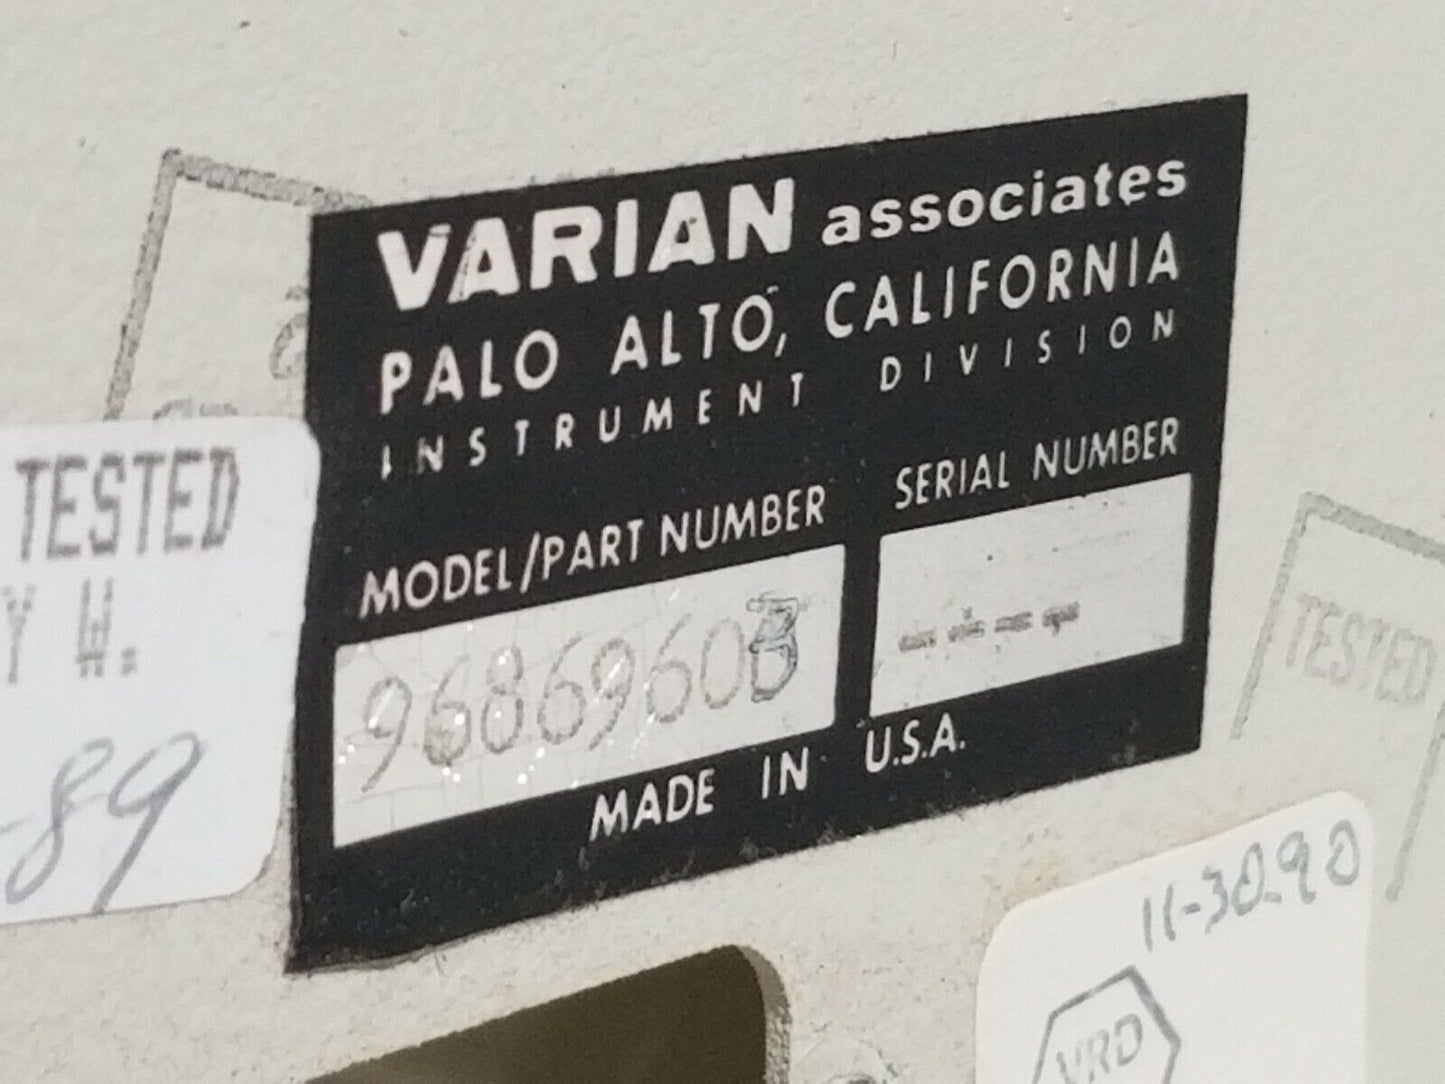 VARIAN associates
PALO ALTO, CALIFORNIA
INSTRUMENT DIVISION
MODEL/PART NUMBER
SERIAL NUMBER
9686960B
----
MADE IN U.S.A.
TESTED
Y W.
-89
TESTED
11-30-90
VRD